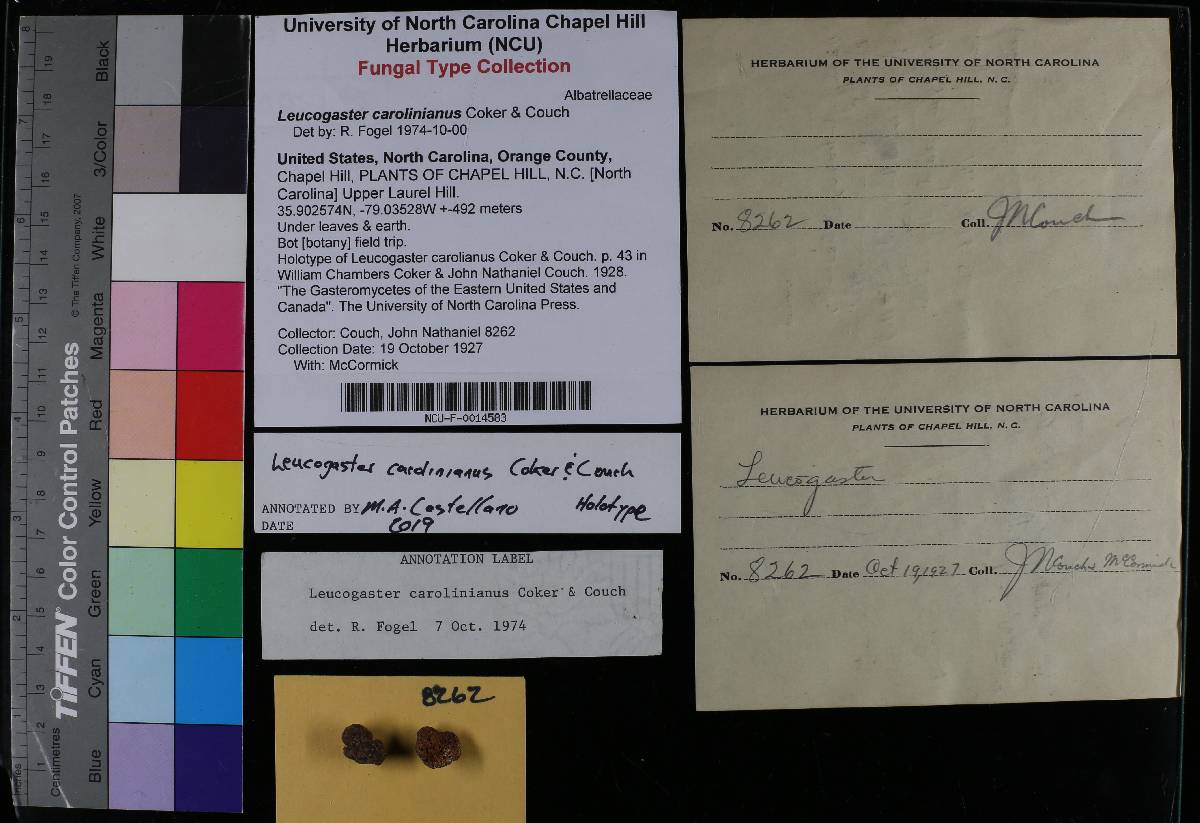 University of North Carolina Chapel Hill
Herbarium (NCU)
Fungal Type Collection
Albatrellaceae
Leucogaster carolinianus Coker & Couch
Det by: R. Fogel 1974-10-00
United States, North Carolina, Orange County,
Chapel Hill, PLANTS OF CHAPEL HILL, N.C. [North
Carolina] Upper Laurel Hill.
35.902574N, -79.03528W +-492 meters
Under leaves & earth.
Bot [botany] field trip.
Holotype of Leucogaster carolianus Coker & Couch. p. 43 in
William Chambers Coker & John Nathaniel Couch. 1928.
"The Gasteromycetes of the Eastern United States and
Canada". The University of North Carolina Press.
Collector: Couch, John Nathaniel 8262
Collection Date: 19 October 1927
With: McCormick
NCU-F-0014583
Leucogaster cardinianus Coker & Couch
ANNOTATED BY M.A. Castellano Holotype
DATE 2019
ANNOTATION LABEL
Leucogaster carolinianus Coker & Couch
det. R. Fogel 7 Oct. 1974
8262
HERBARIUM OF THE UNIVERSITY OF NORTH CAROLINA
PLANTS OF CHAPEL HILL, N. C.
No. 8262 Date Coll. JNCouch
HERBARIUM OF THE UNIVERSITY OF NORTH CAROLINA
PLANTS OF CHAPEL HILL, N. C.
Leucogaster
No. 8262 Date Oct 19, 1927 Coll. JNCouch & McCormick
Centimetres
Inches
TIFFEN® Color Control Patches
© The Tiffen Company, 2007
Blue
Cyan
Green
Yellow
Red
Magenta
White
3/Color
Black